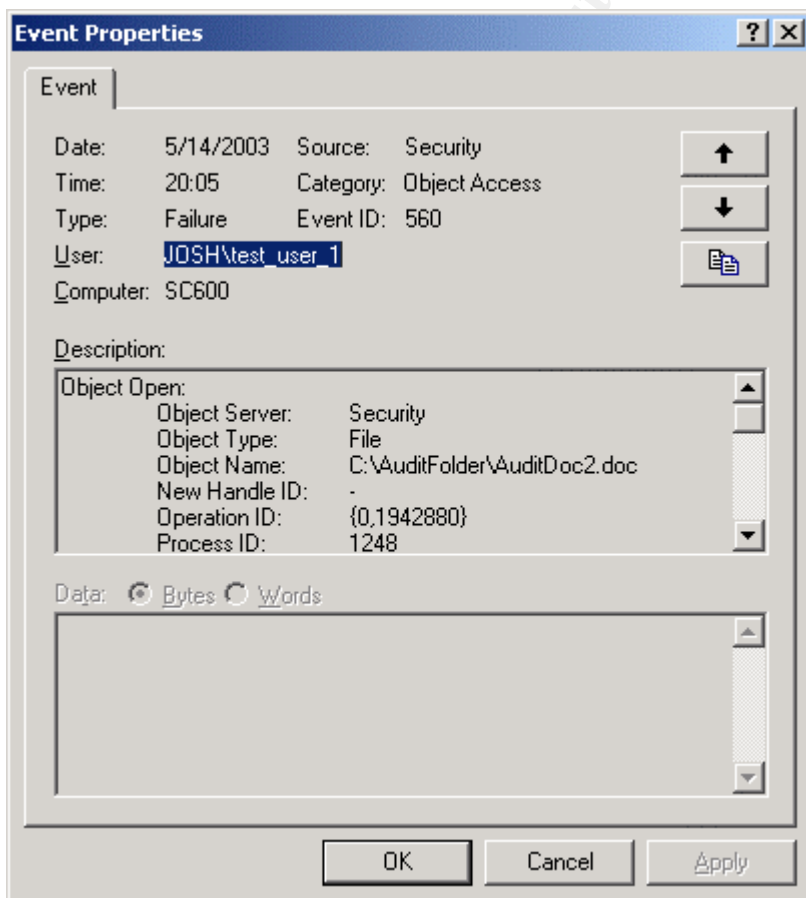 Event Properties
Event
Date: 5/14/2003 Source: Security
Time: 20:05 Category: Object Access
Type: Failure Event ID: 560
User: JOSH\test_user_1
Computer: SC600
Description:
Object Open:
Object Server: Security
Object Type: File
Object Name: C:\AuditFolder\AuditDoc2.doc
New Handle ID: -
Operation ID: {0,1942880}
Process ID: 1248
Data: Bytes Words
OK Cancel Apply